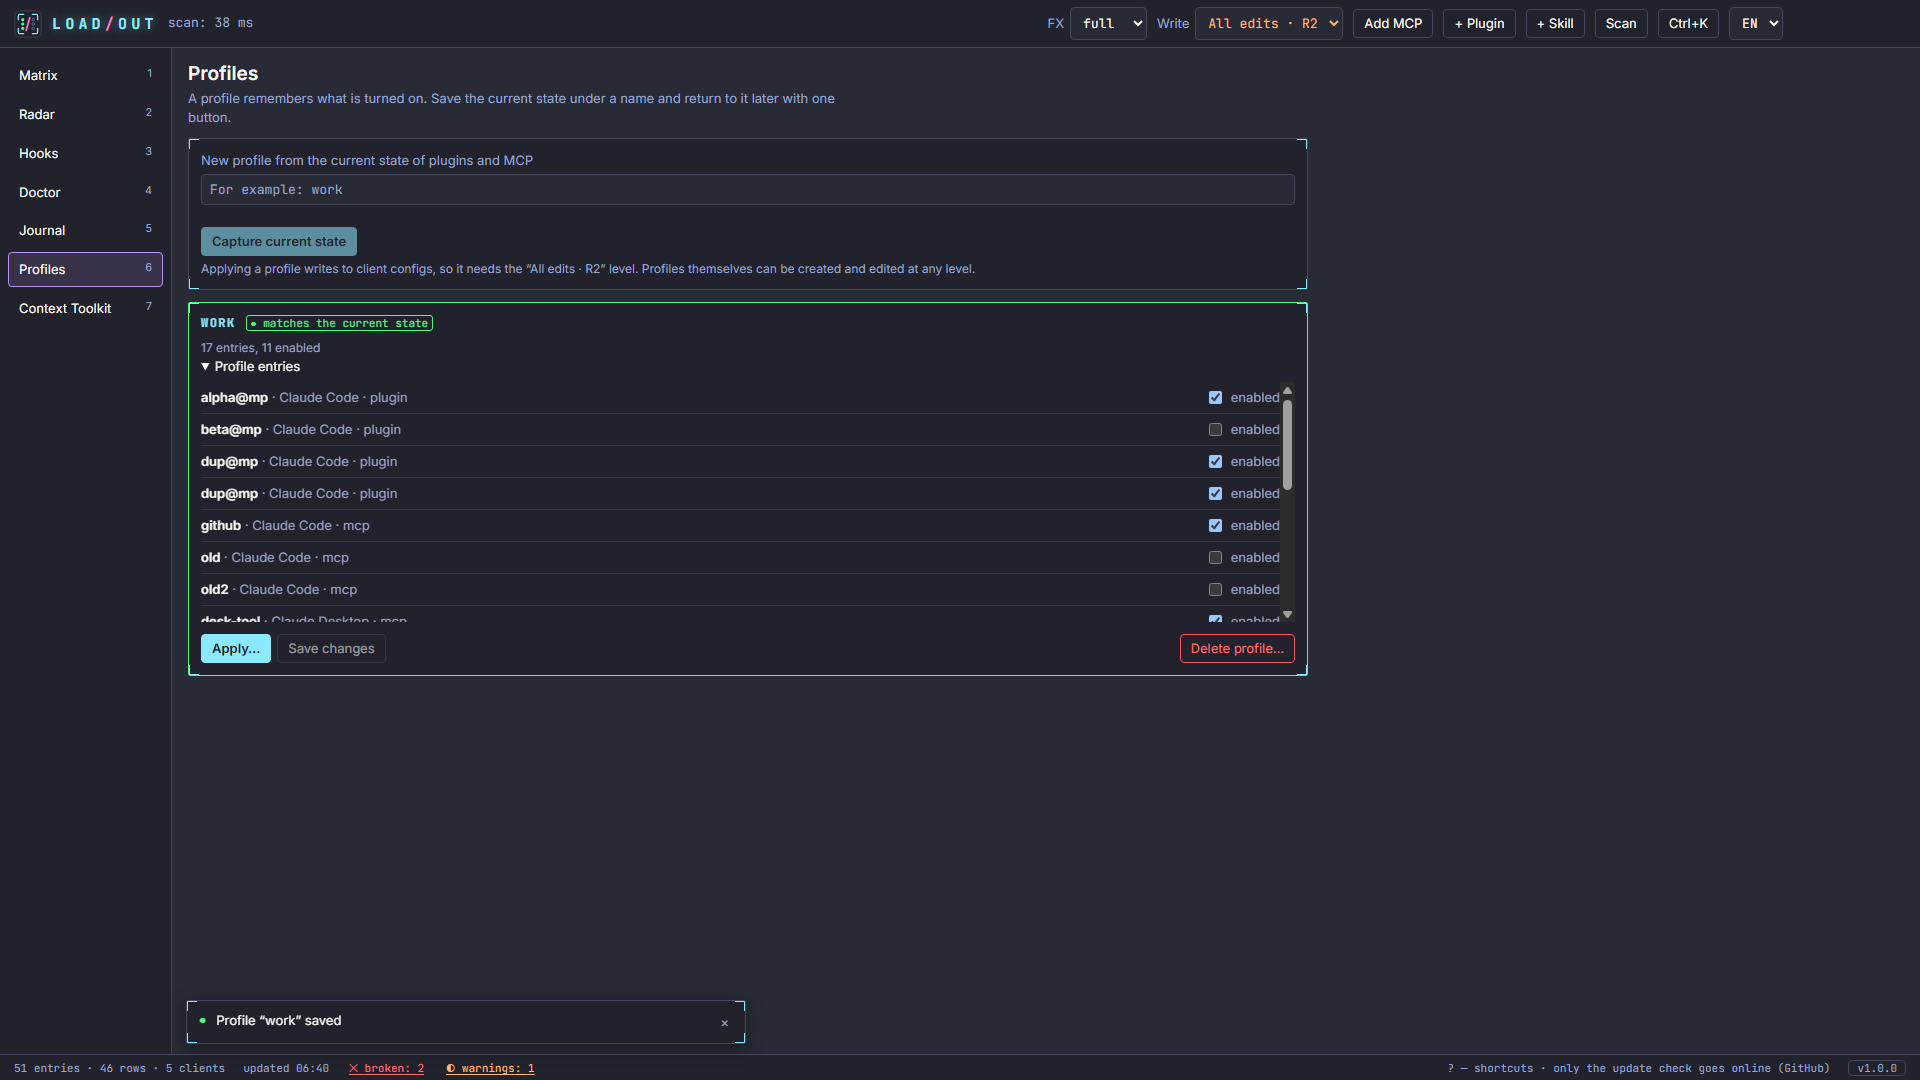 LOAD/OUT scan: 38 ms FX full Write All edits · R2 Add MCP + Plugin + Skill Scan Ctrl+K EN
Matrix 1
Radar 2
Hooks 3
Doctor 4
Journal 5
Profiles 6
Context Toolkit 7
Profiles
A profile remembers what is turned on. Save the current state under a name and return to it later with one
button.
New profile from the current state of plugins and MCP
For example: work
Capture current state
Applying a profile writes to client configs, so it needs the “All edits · R2” level. Profiles themselves can be created and edited at any level.
WORK ● matches the current state
17 entries, 11 enabled
▼ Profile entries
alpha@mp · Claude Code · plugin enabled
beta@mp · Claude Code · plugin enabled
dup@mp · Claude Code · plugin enabled
dup@mp · Claude Code · plugin enabled
github · Claude Code · mcp enabled
old · Claude Code · mcp enabled
old2 · Claude Code · mcp enabled
desk-tool · Claude Desktop · mcp enabled
Apply... Save changes Delete profile...
Profile “work” saved ×
51 entries · 46 rows · 5 clients updated 06:40 broken: 2 warnings: 1 ? — shortcuts · only the update check goes online (GitHub) v1.0.0